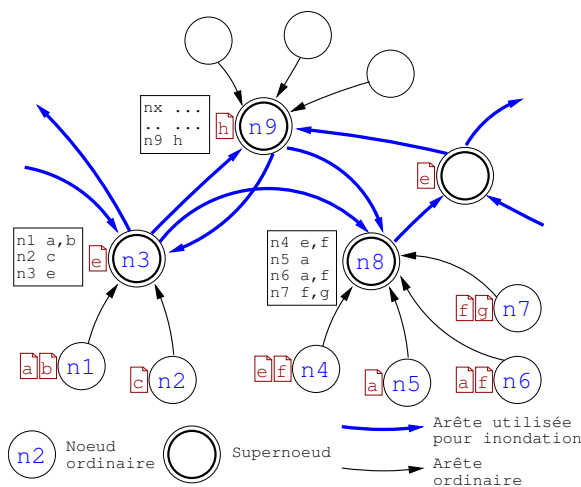 nx ...
.. ...
n9 h
h
n9
e
n1 a,b
n2 c
n3 e
e
n3
n4 e,f
n5 a
n6 a,f
n7 f,g
n8
f g n7
a b n1
c n2
e f n4
a n5
a f n6
n2
Noeud
ordinaire
Supernoeud
Arête utilisée
pour inondation
Arête
ordinaire